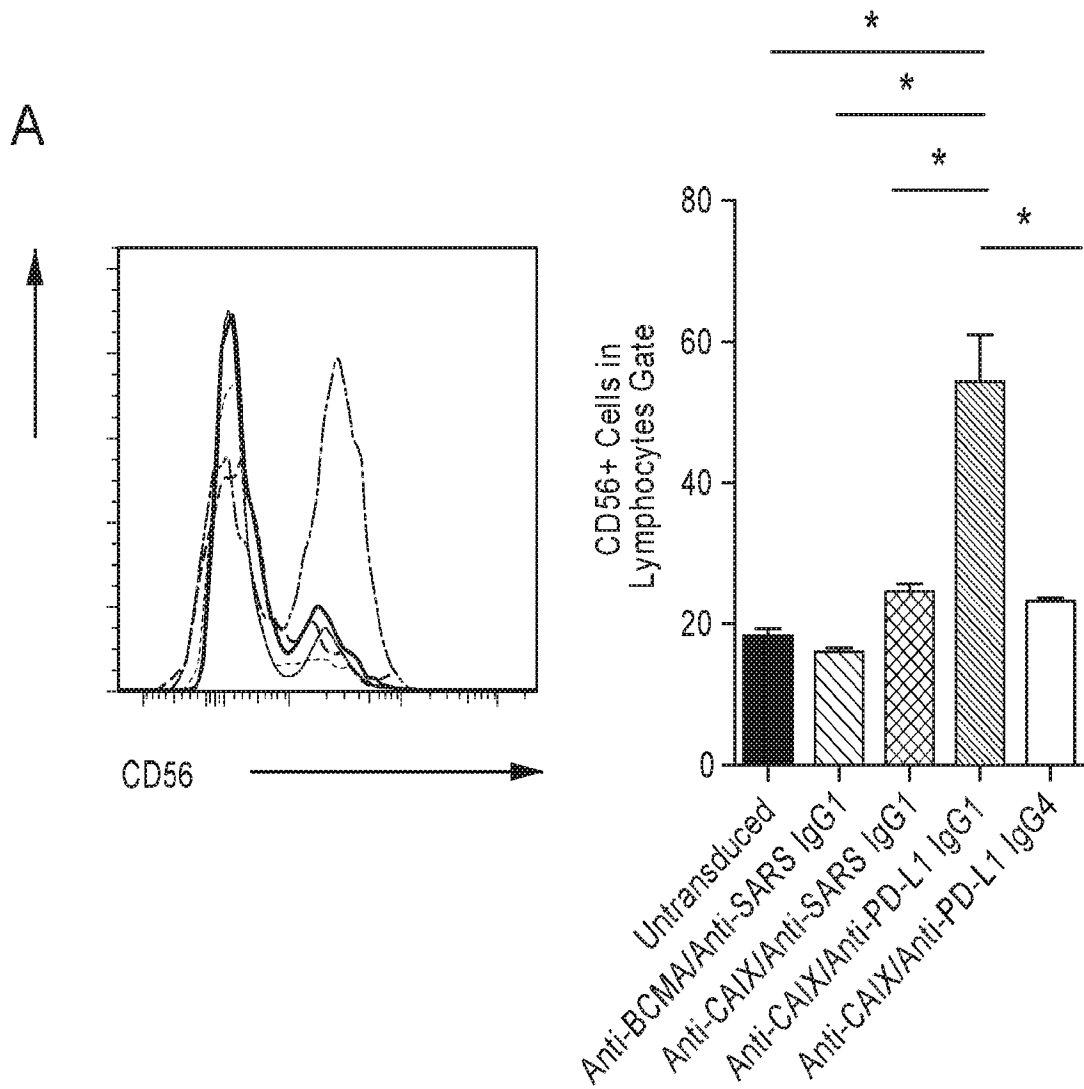 A
CD56
*
*
*
*
CD56+ Cells in
Lymphocytes Gate
80
60
40
20
0
Untransduced
Anti-BCMA/Anti-SARS IgG1
Anti-CAIX/Anti-SARS IgG1
Anti-CAIX/Anti-PD-L1 IgG1
Anti-CAIX/Anti-PD-L1 IgG4